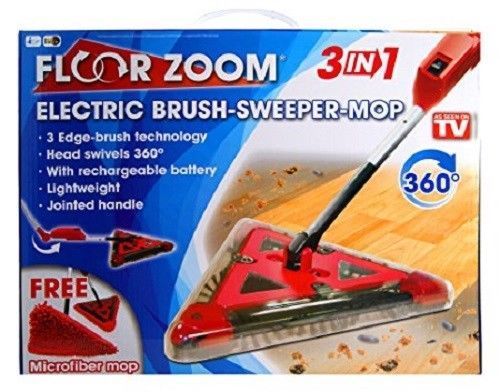 FLOOR ZOOM®
3 IN 1
ELECTRIC BRUSH-SWEEPER-MOP
• 3 Edge-brush technology
• Head swivels 360°
• With rechargeable battery
• Lightweight
• Jointed handle
AS SEEN ON
TV
360°
FREE
Microfiber mop